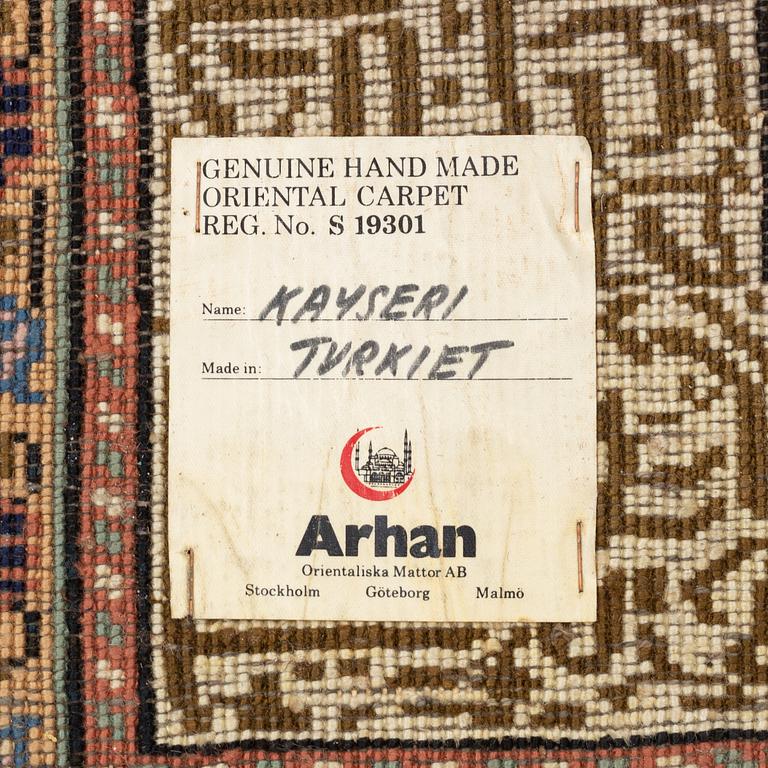 GENUINE HAND MADE
ORIENTAL CARPET
REG. No. S 19301
Name: KAYSERI
Made in: TURKIET
Arhan
Orientaliska Mattor AB
Stockholm Göteborg Malmö